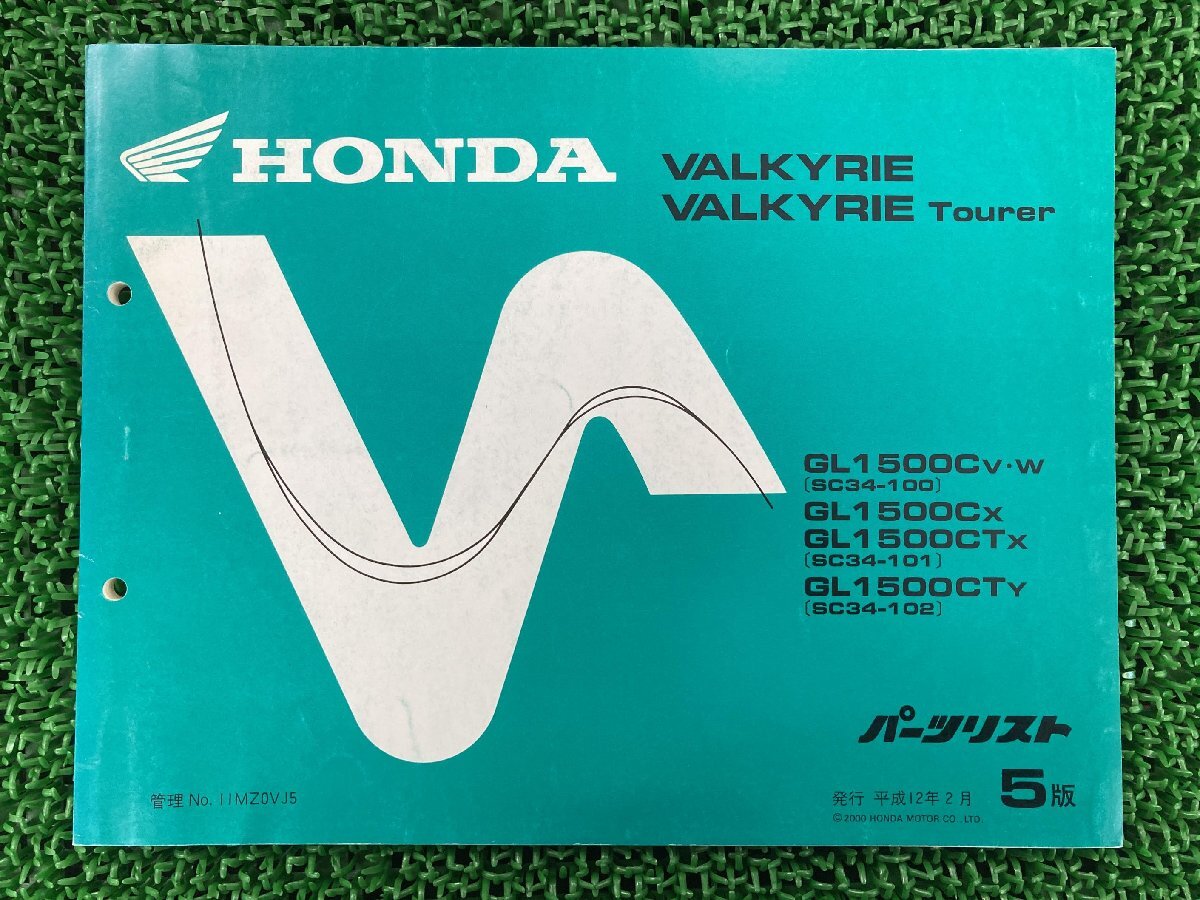 HONDA
VALKYRIE
VALKYRIE Tourer
GL1500CV·W
〔SC34-100〕
GL1500CX
GL1500CTX
〔SC34-101〕
GL1500CTY
〔SC34-102〕
パーツリスト
管理 No. 11MZ0VJ5
発行 平成12年2月 5版
©2000 HONDA MOTOR CO., LTD.